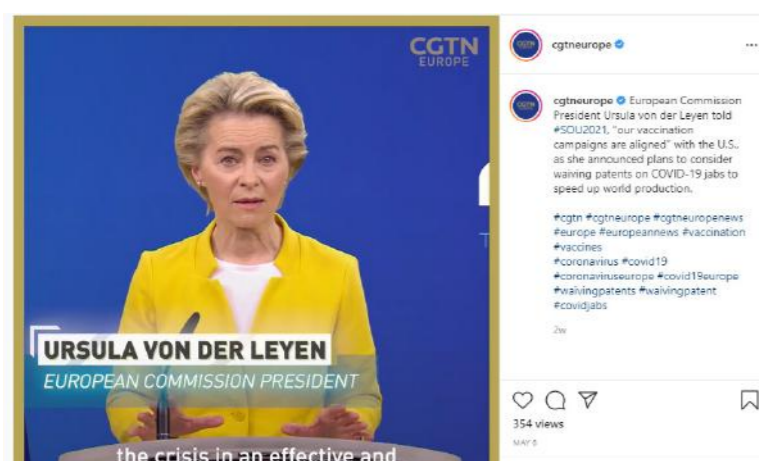 CGTN
EUROPE
URSULA VON DER LEYEN
EUROPEAN COMMISSION PRESIDENT
the crisis in an effective and
cgtneurope
cgtneurope European Commission
President Ursula von der Leyen told
#SOU2021, "our vaccination
campaigns are aligned" with the U.S.,
as she announced plans to consider
waiving patents on COVID-19 jabs to
speed up world production.
#cgtn #cgtneurope #cgtneuropenews
#europe #europeannews #vaccination
#vaccines
#coronavirus #covid19
#coronaviruseurope #covid19europe
#waivingpatents #waivingpatent
#covidjabs
2w
354 views
MAY 6